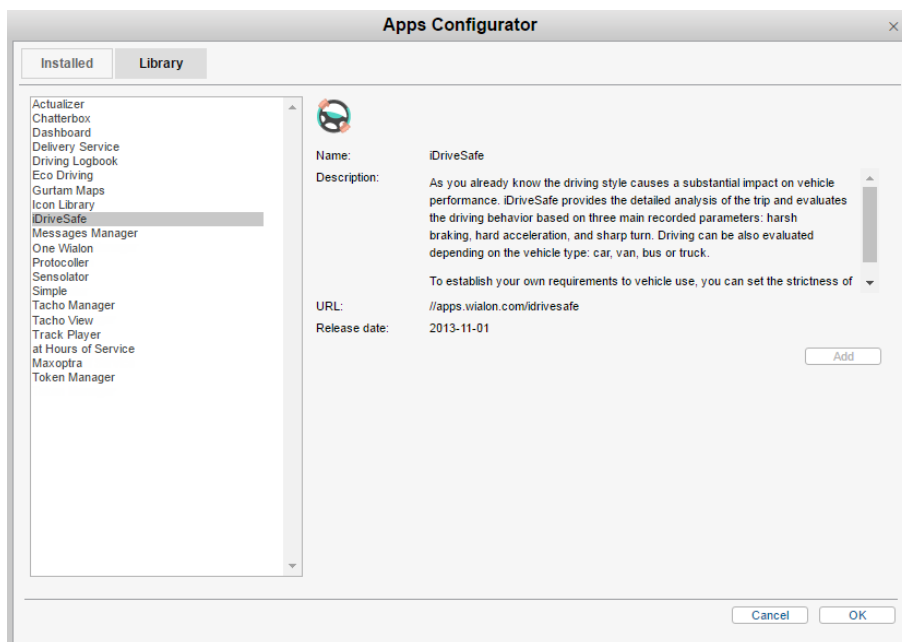 Apps Configurator
Installed
Library
Actualizer
Chatterbox
Dashboard
Delivery Service
Driving Logbook
Eco Driving
Gurtam Maps
Icon Library
iDriveSafe
Messages Manager
One Wialon
Protocoller
Sensolator
Simple
Tacho Manager
Tacho View
Track Player
at Hours of Service
Maxoptra
Token Manager
Name: iDriveSafe
Description: As you already know the driving style causes a substantial impact on vehicle
performance. iDriveSafe provides the detailed analysis of the trip and evaluates
the driving behavior based on three main recorded parameters: harsh
braking, hard acceleration, and sharp turn. Driving can be also evaluated
depending on the vehicle type: car, van, bus or truck.
To establish your own requirements to vehicle use, you can set the strictness of
URL: //apps.wialon.com/idrivesafe
Release date: 2013-11-01
Add
Cancel
OK